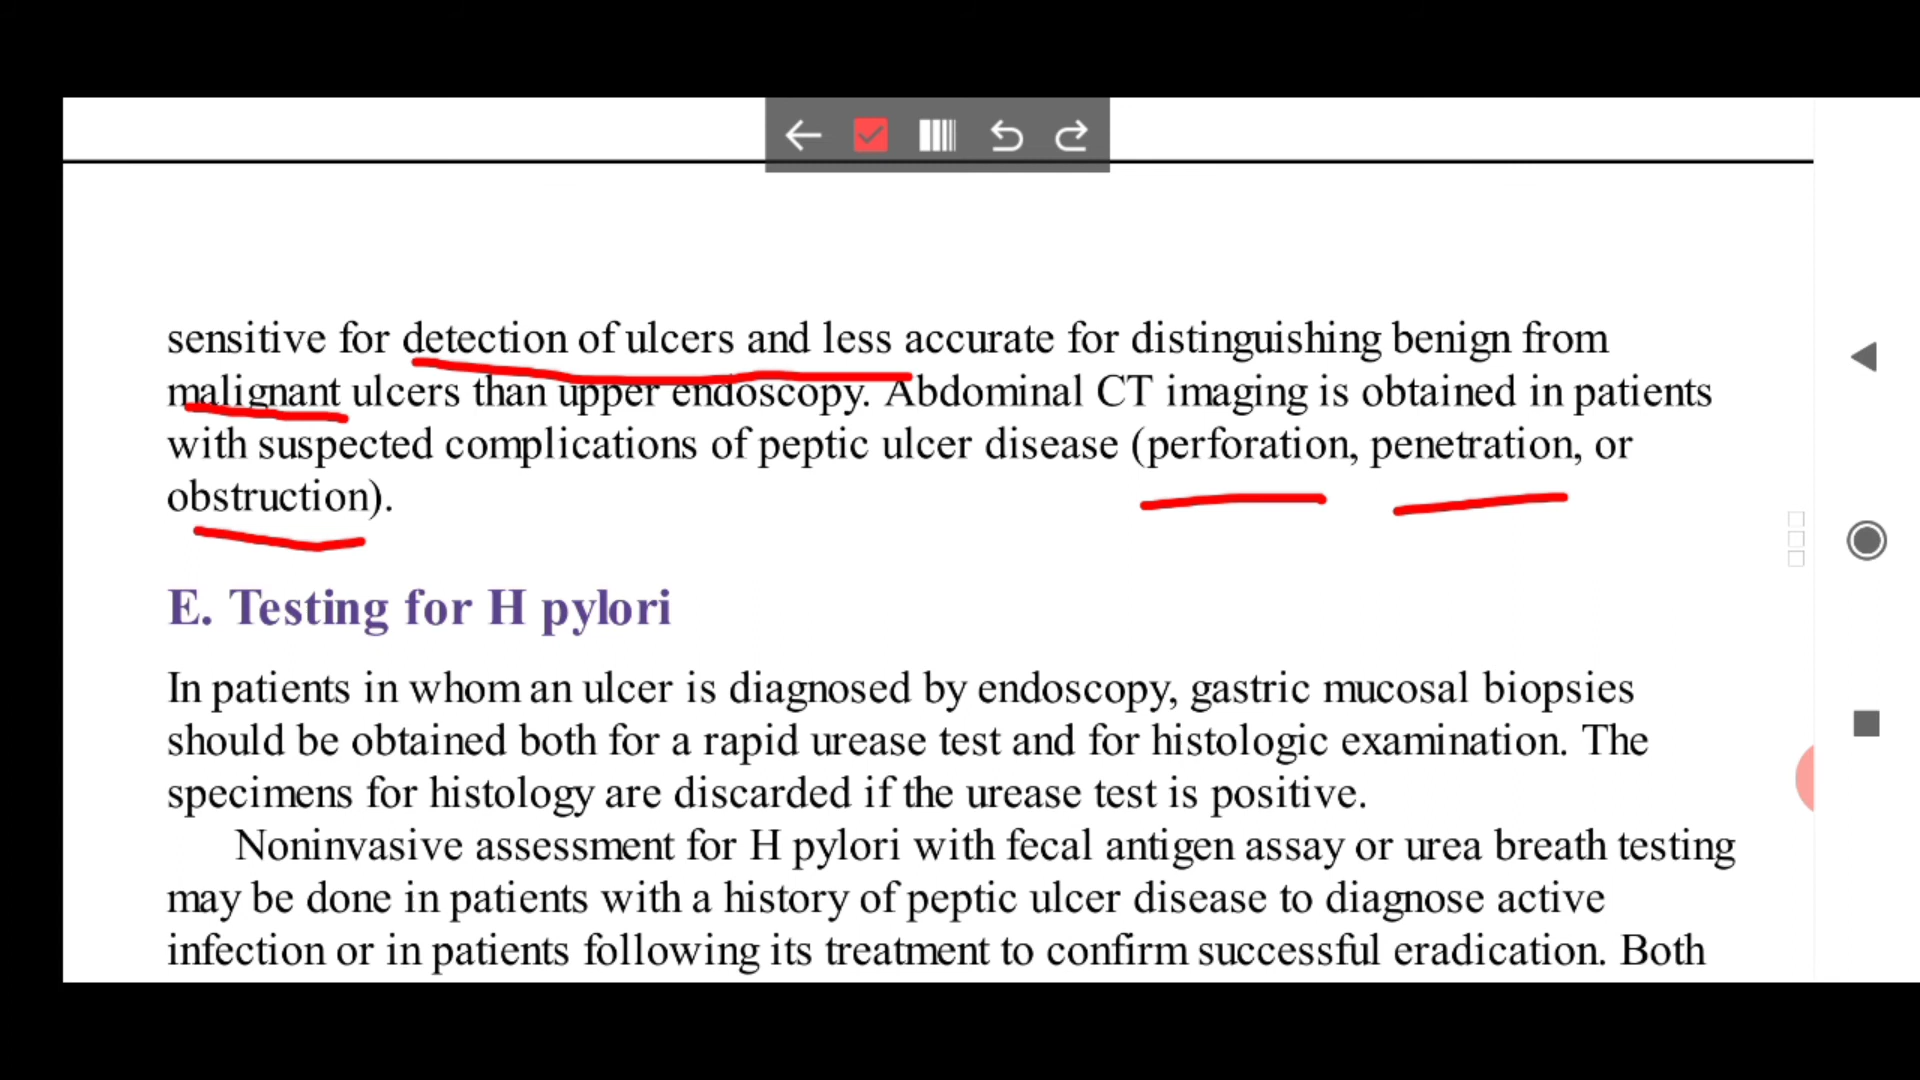 sensitive for detection of ulcers and less accurate for distinguishing benign from
malignant ulcers than upper endoscopy. Abdominal CT imaging is obtained in patients
with suspected complications of peptic ulcer disease (perforation, penetration, or
obstruction).
E. Testing for H pylori
In patients in whom an ulcer is diagnosed by endoscopy, gastric mucosal biopsies
should be obtained both for a rapid urease test and for histologic examination. The
specimens for histology are discarded if the urease test is positive.
Noninvasive assessment for H pylori with fecal antigen assay or urea breath testing
may be done in patients with a history of peptic ulcer disease to diagnose active
infection or in patients following its treatment to confirm successful eradication. Both